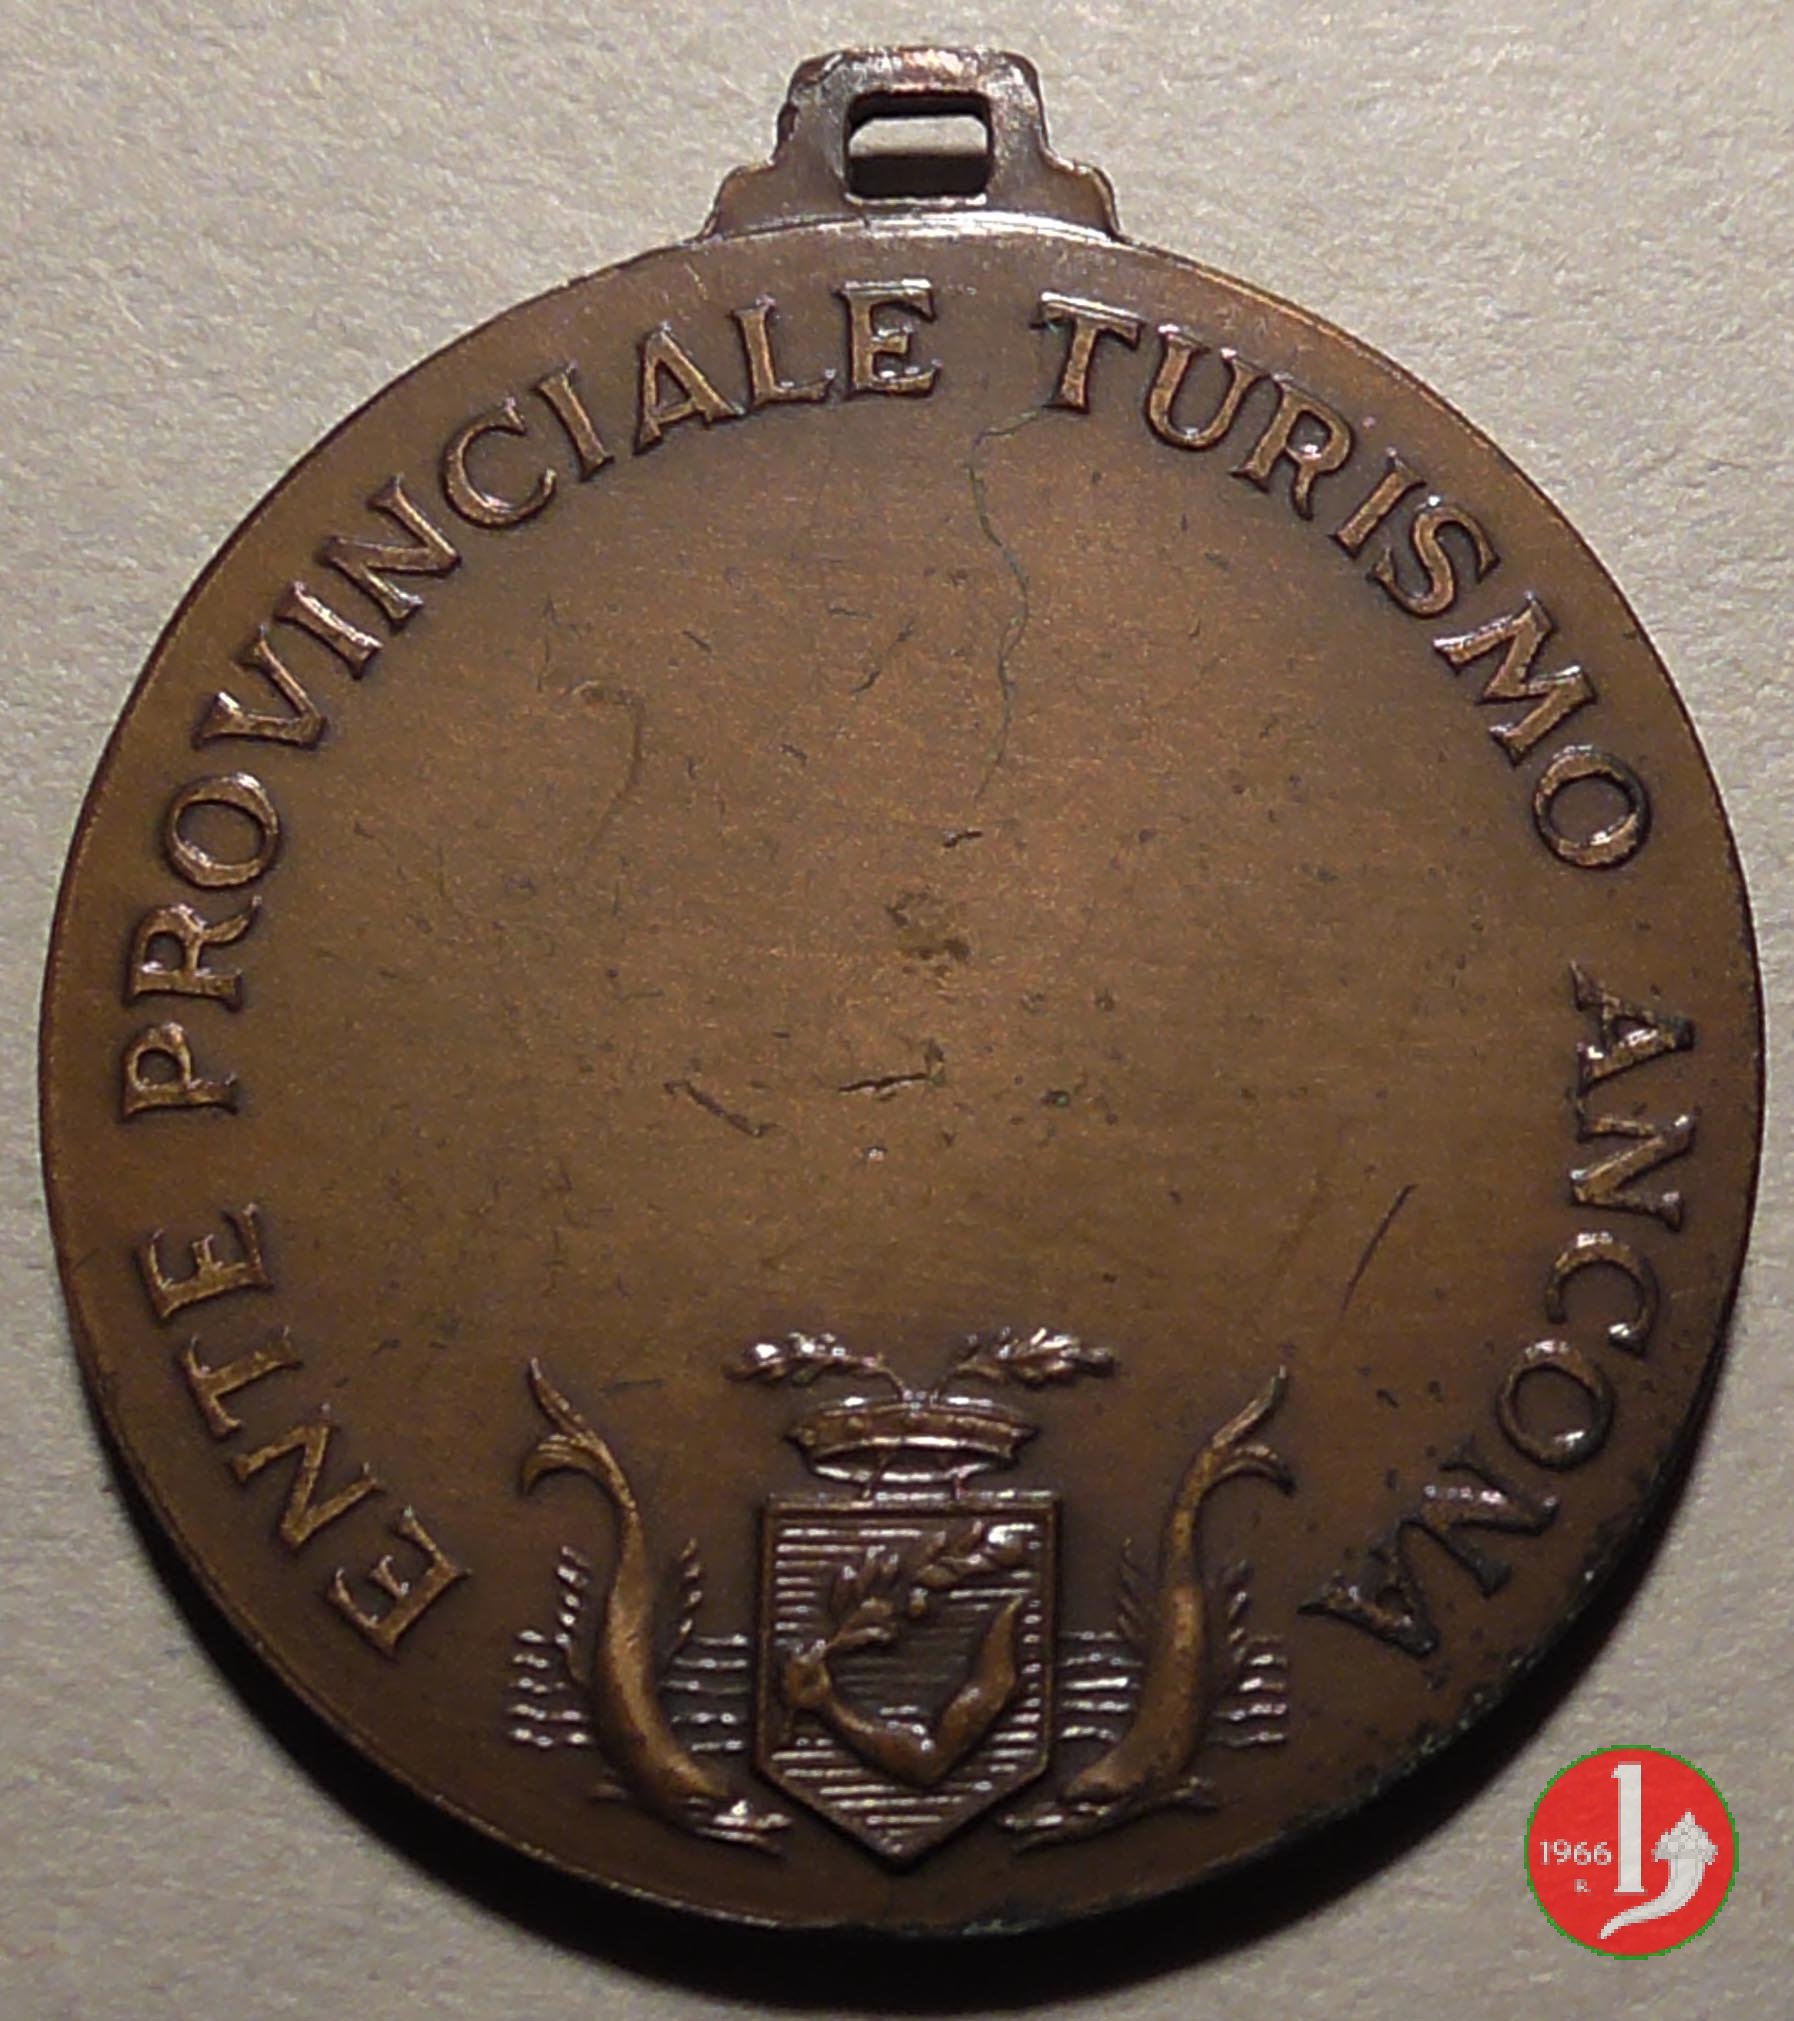 ENTE PROVINCIALE TURISMO ANCONA
1966
R